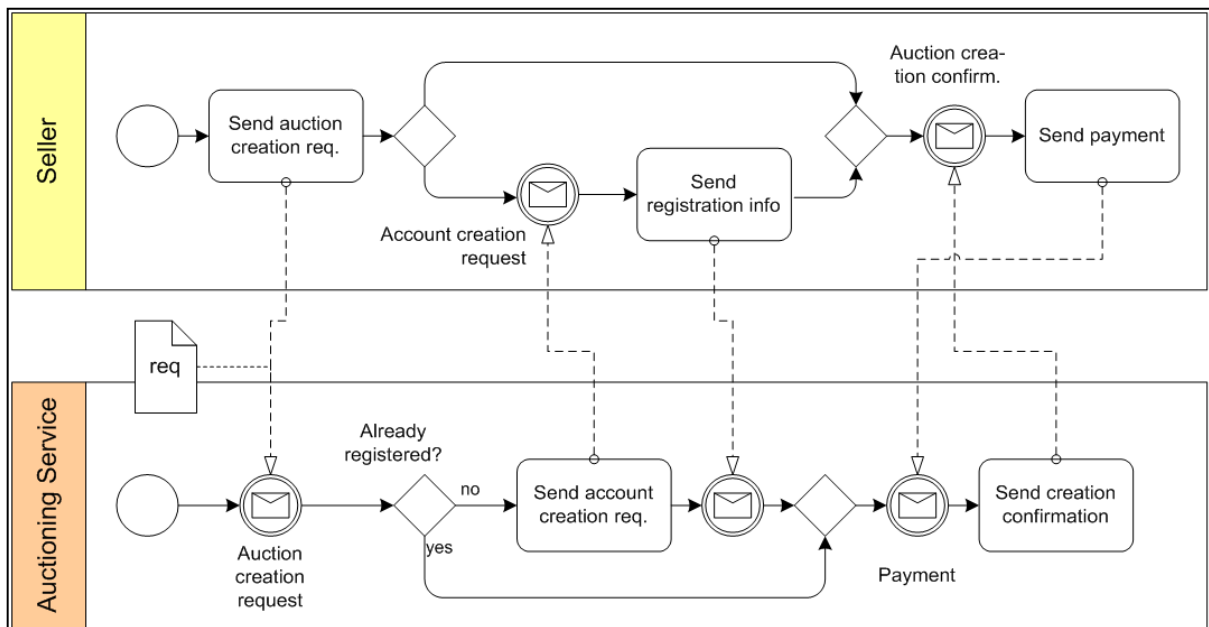 Seller
Send auction
creation req.
Account creation
request
Send
registration info
Auction crea-
tion confirm.
Send payment
req
Auctioning Service
Auction
creation
request
Already
registered?
no
yes
Send account
creation req.
Payment
Send creation
confirmation